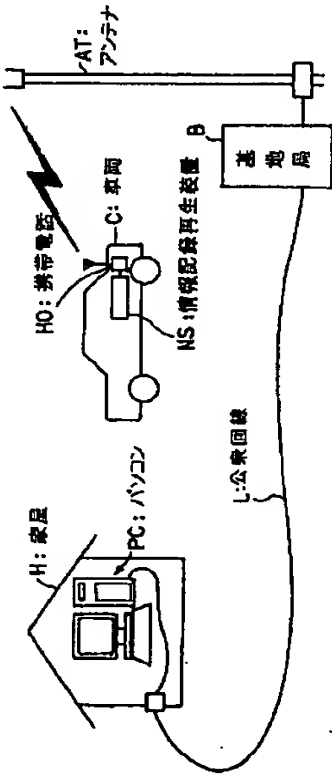 H: 家屋
PC: パソコン
HO: 携帯電話
C: 車両
NS: 情報記録再生装置
AT:
アンテナ
B
基地局
L: 公衆回線